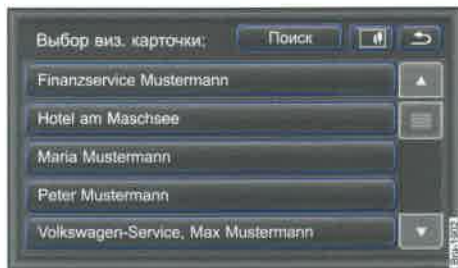 Выбор виз. карточки:
Поиск
Finanzservice Mustermann
Hotel am Maschsee
Maria Mustermann
Peter Mustermann
Volkswagen-Service, Max Mustermann